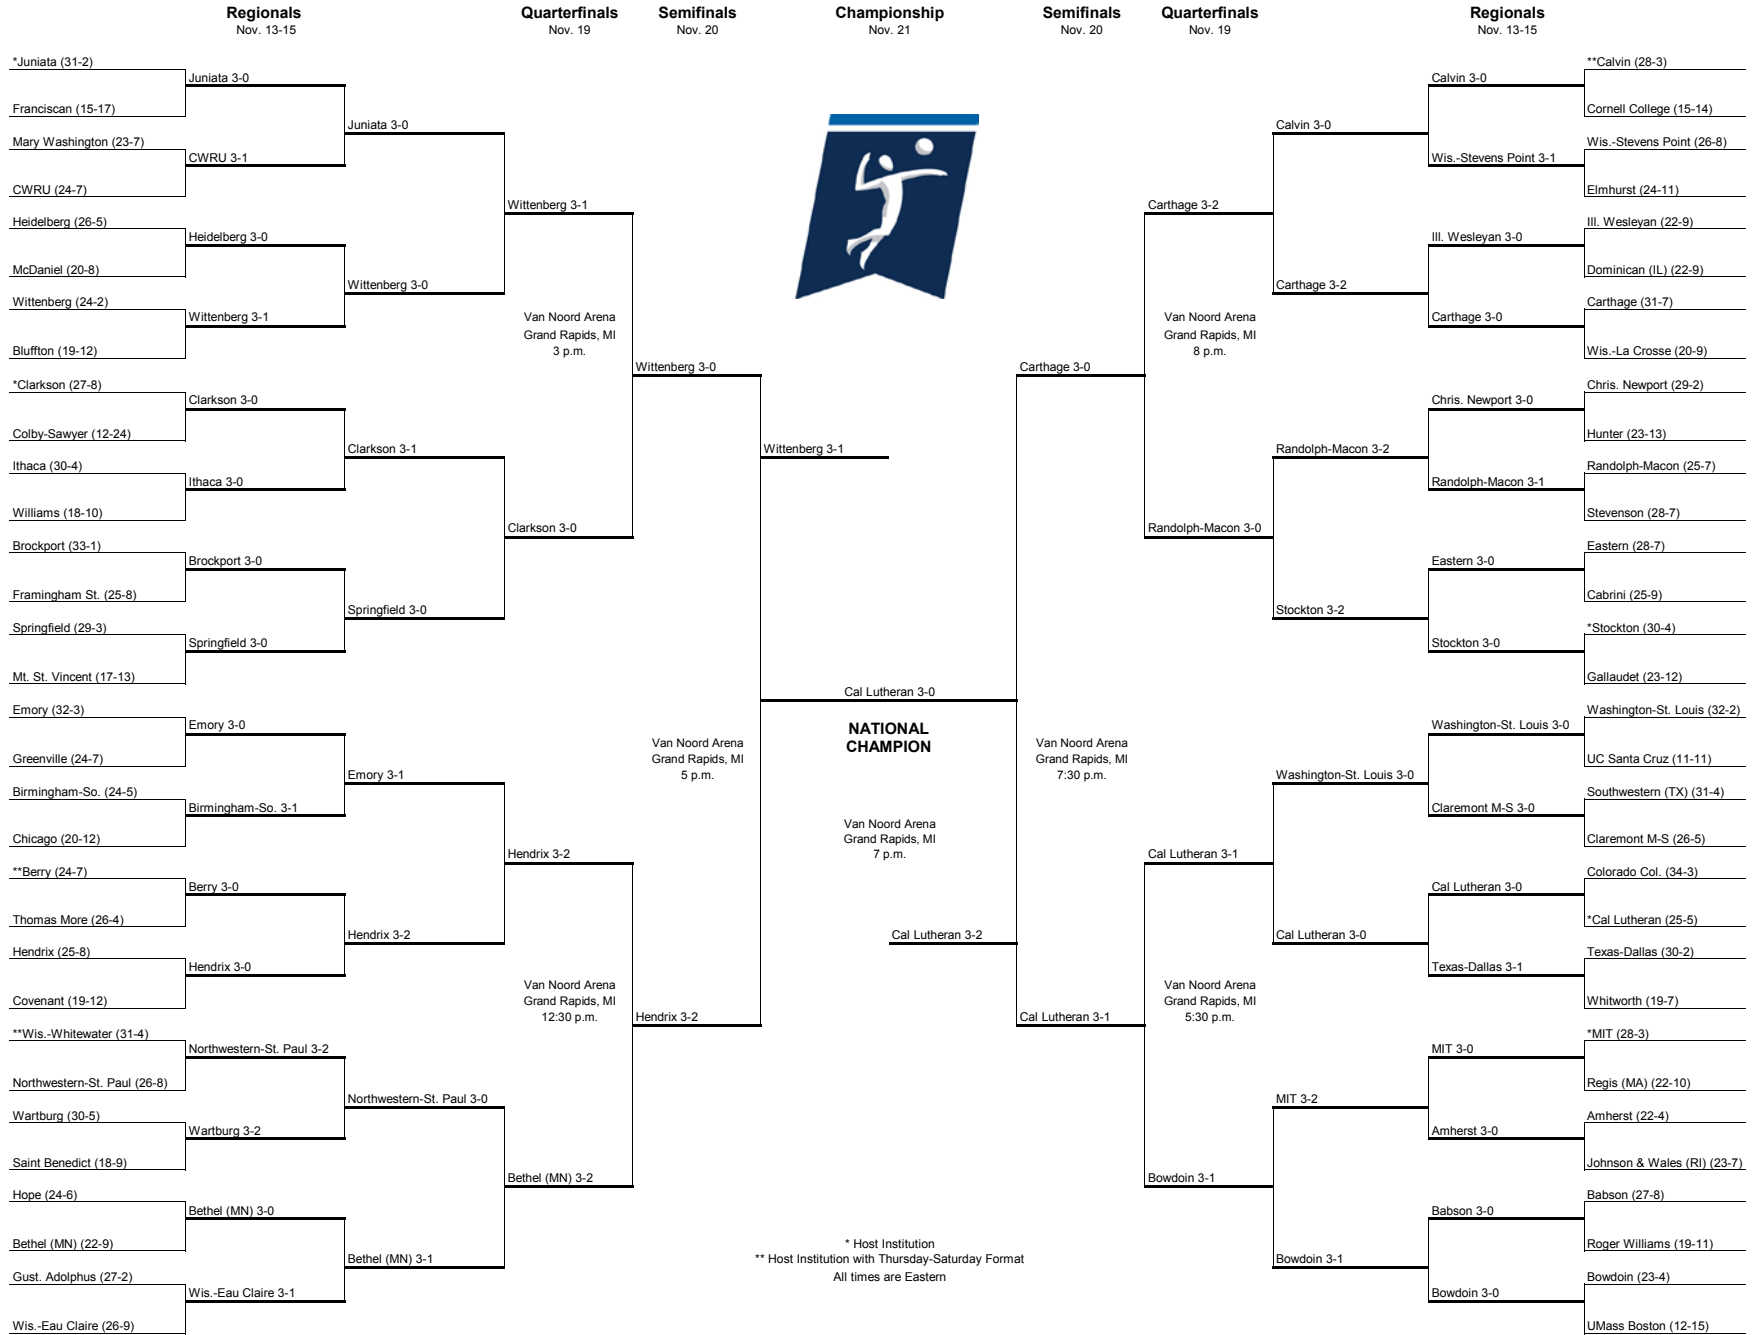 Regionals
Nov. 13-15
Quarterfinals
Nov. 19
Semifinals
Nov. 20
Championship
Nov. 21
Semifinals
Nov. 20
Quarterfinals
Nov. 19
Regionals
Nov. 13-15
*Juniata (31-2)
Franciscan (15-17)
Mary Washington (23-7)
CWRU (24-7)
Heidelberg (26-5)
McDaniel (20-8)
Wittenberg (24-2)
Bluffton (19-12)
*Clarkson (27-8)
Colby-Sawyer (12-24)
Ithaca (30-4)
Williams (18-10)
Brockport (33-1)
Framingham St. (25-8)
Springfield (29-3)
Mt. St. Vincent (17-13)
Emory (32-3)
Greenville (24-7)
Birmingham-So. (24-5)
Chicago (20-12)
**Berry (24-7)
Thomas More (26-4)
Hendrix (25-8)
Covenant (19-12)
**Wis.-Whitewater (31-4)
Northwestern-St. Paul (26-8)
Wartburg (30-5)
Saint Benedict (18-9)
Hope (24-6)
Bethel (MN) (22-9)
Gust. Adolphus (27-2)
Wis.-Eau Claire (26-9)
Juniata 3-0
CWRU 3-1
Heidelberg 3-0
Wittenberg 3-1
Clarkson 3-0
Ithaca 3-0
Brockport 3-0
Springfield 3-0
Emory 3-0
Birmingham-So. 3-1
Berry 3-0
Hendrix 3-0
Northwestern-St. Paul 3-2
Wartburg 3-2
Bethel (MN) 3-0
Wis.-Eau Claire 3-1
Juniata 3-0
Wittenberg 3-0
Clarkson 3-1
Springfield 3-0
Emory 3-1
Hendrix 3-2
Northwestern-St. Paul 3-0
Bethel (MN) 3-1
Wittenberg 3-1
Van Noord Arena
Grand Rapids, MI
3 p.m.
Clarkson 3-0
Hendrix 3-2
Van Noord Arena
Grand Rapids, MI
12:30 p.m.
Bethel (MN) 3-2
Wittenberg 3-0
Van Noord Arena
Grand Rapids, MI
5 p.m.
Hendrix 3-2
Wittenberg 3-1
Cal Lutheran 3-0
NATIONAL
CHAMPION
Van Noord Arena
Grand Rapids, MI
7 p.m.
Cal Lutheran 3-2
* Host Institution
** Host Institution with Thursday-Saturday Format
All times are Eastern
Carthage 3-0
Van Noord Arena
Grand Rapids, MI
7:30 p.m.
Cal Lutheran 3-1
Carthage 3-2
Van Noord Arena
Grand Rapids, MI
8 p.m.
Randolph-Macon 3-0
Cal Lutheran 3-1
Van Noord Arena
Grand Rapids, MI
5:30 p.m.
Bowdoin 3-1
Calvin 3-0
Carthage 3-2
Randolph-Macon 3-2
Stockton 3-2
Washington-St. Louis 3-0
Cal Lutheran 3-0
MIT 3-2
Bowdoin 3-1
Calvin 3-0
Wis.-Stevens Point 3-1
Ill. Wesleyan 3-0
Carthage 3-0
Chris. Newport 3-0
Randolph-Macon 3-1
Eastern 3-0
Stockton 3-0
Washington-St. Louis 3-0
Claremont M-S 3-0
Cal Lutheran 3-0
Texas-Dallas 3-1
MIT 3-0
Amherst 3-0
Babson 3-0
Bowdoin 3-0
**Calvin (28-3)
Cornell College (15-14)
Wis.-Stevens Point (26-8)
Elmhurst (24-11)
Ill. Wesleyan (22-9)
Dominican (IL) (22-9)
Carthage (31-7)
Wis.-La Crosse (20-9)
Chris. Newport (29-2)
Hunter (23-13)
Randolph-Macon (25-7)
Stevenson (28-7)
Eastern (28-7)
Cabrini (25-9)
*Stockton (30-4)
Gallaudet (23-12)
Washington-St. Louis (32-2)
UC Santa Cruz (11-11)
Southwestern (TX) (31-4)
Claremont M-S (26-5)
Colorado Col. (34-3)
*Cal Lutheran (25-5)
Texas-Dallas (30-2)
Whitworth (19-7)
*MIT (28-3)
Regis (MA) (22-10)
Amherst (22-4)
Johnson & Wales (RI) (23-7)
Babson (27-8)
Roger Williams (19-11)
Bowdoin (23-4)
UMass Boston (12-15)